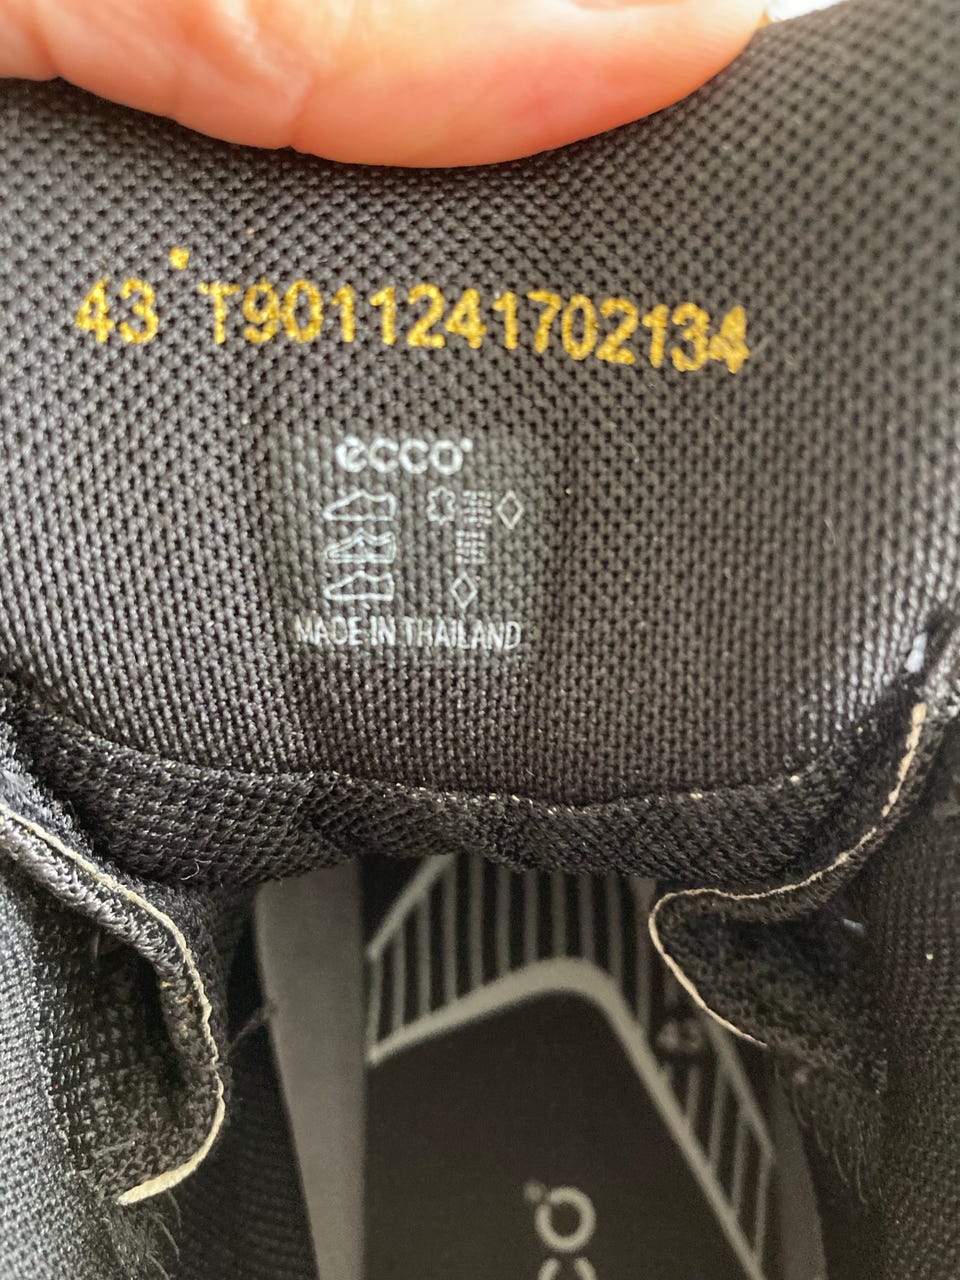 43 T9011241702134
ecco
MADE IN THAILAND